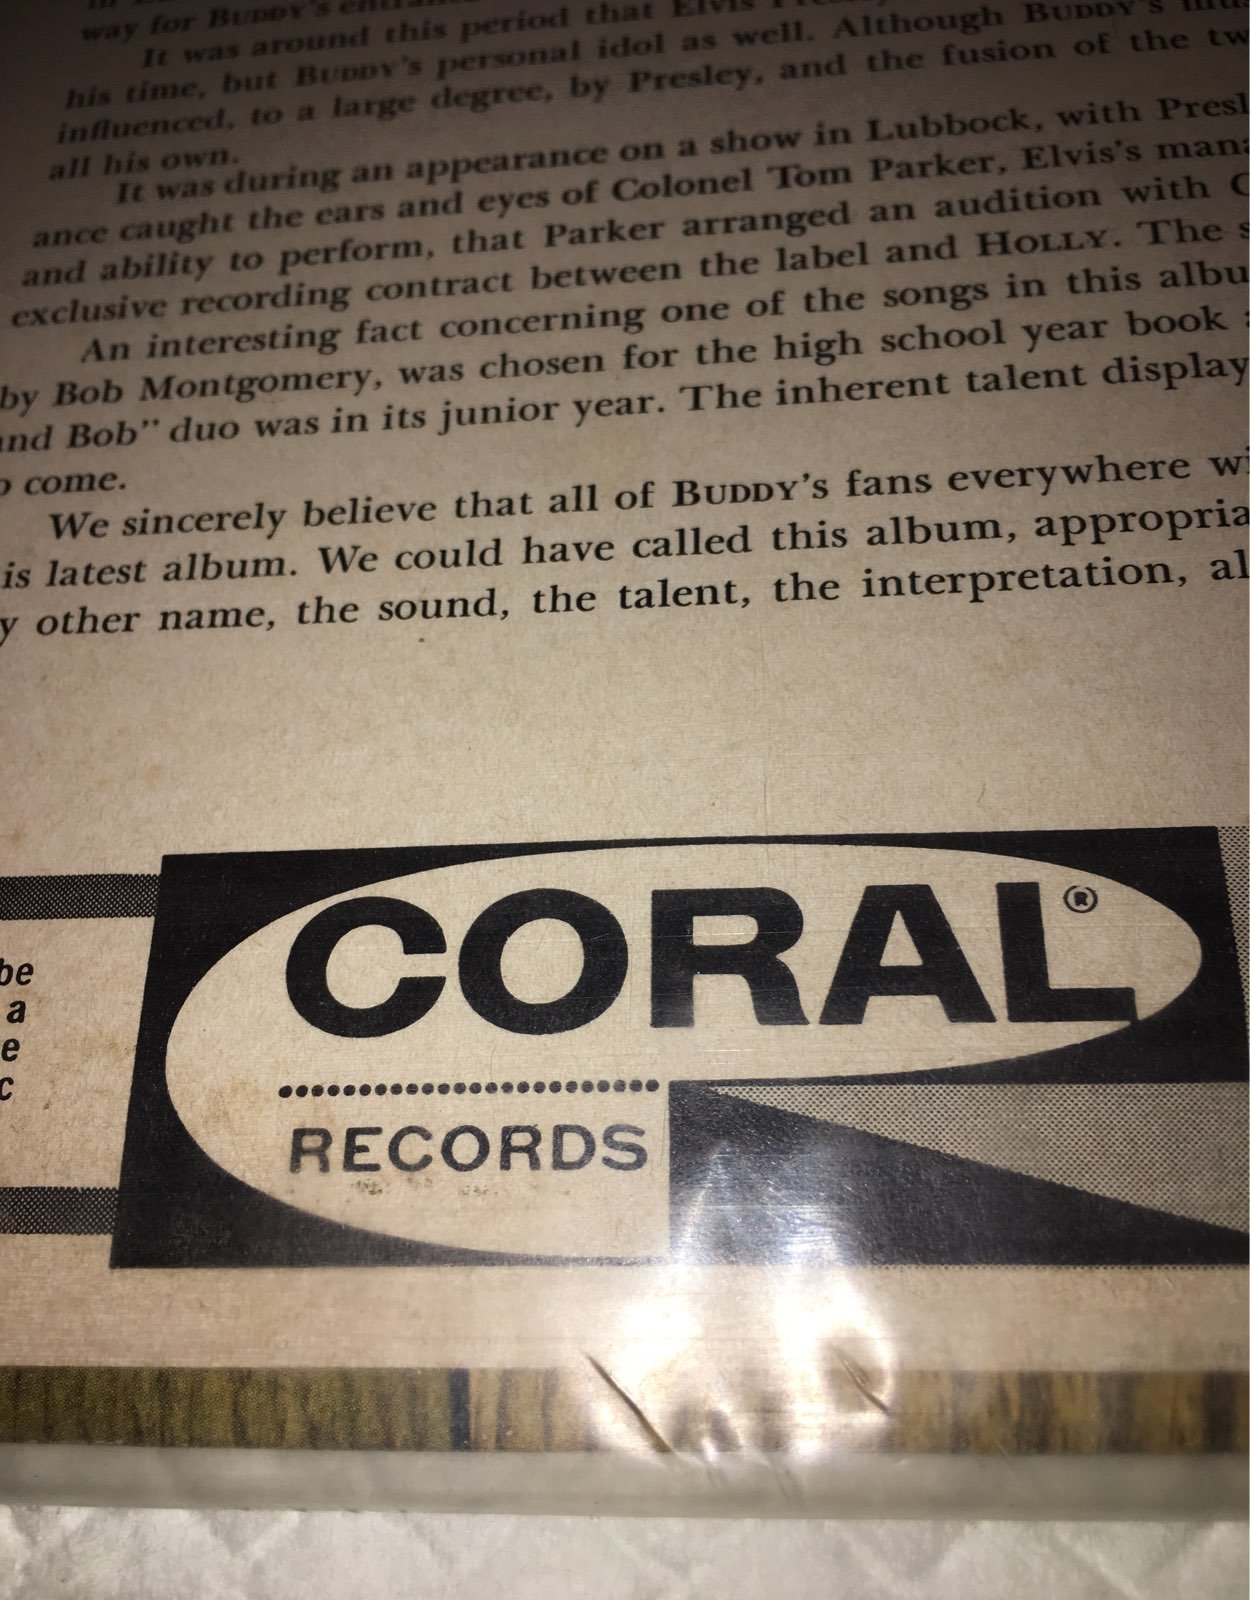 way for BUDDY's
It was around this period that Elvis
his time, but BUDDY's personal idol as well. Although BUDDY's
influenced, to a large degree, by Presley, and the fusion of the tw
all his own.
It was during an appearance on a show in Lubbock, with Presl
ance caught the ears and eyes of Colonel Tom Parker, Elvis's mana
and ability to perform, that Parker arranged an audition with C
exclusive recording contract between the label and HOLLY. The s
An interesting fact concerning one of the songs in this albu
by Bob Montgomery, was chosen for the high school year book
and Bob" duo was in its junior year. The inherent talent display
o come.
We sincerely believe that all of BUDDY's fans everywhere wi
is latest album. We could have called this album, appropria
y other name, the sound, the talent, the interpretation, al
be
a
e
c
CORAL®
RECORDS